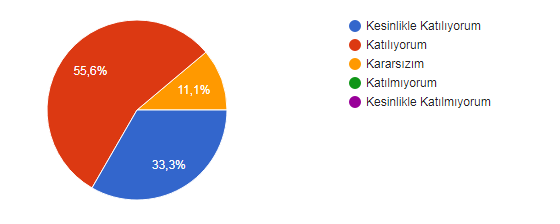 55,6%
11,1%
33,3%
Kesinlikle Katılıyorum
Katılıyorum
Kararsızım
Katılmıyorum
Kesinlikle Katılmıyorum